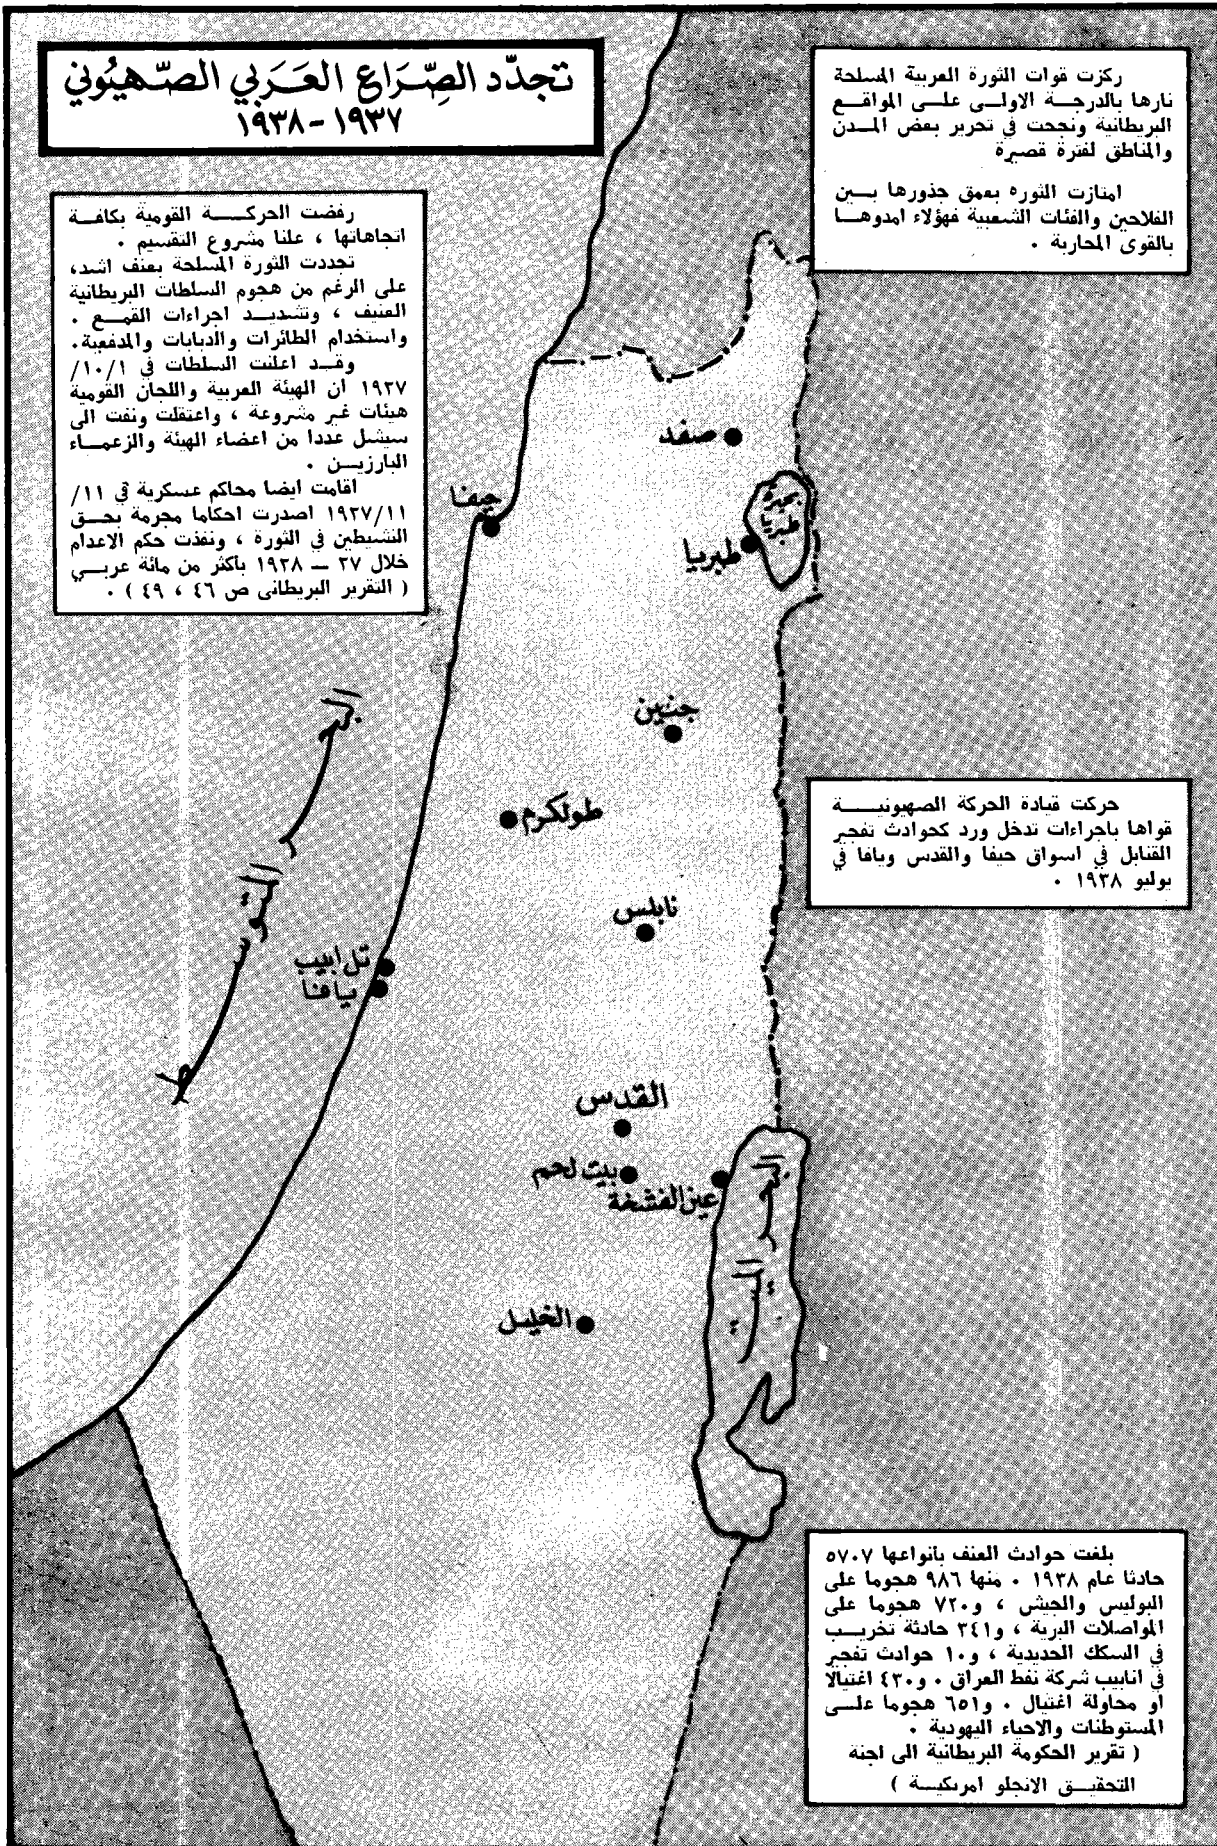 تجدّد الصِّرَاع العَرَبي الصّهيُوني
١٩٣٧-١٩٣٨
ركزت قوات الثورة العربية المسلحة
نارها بالدرجة الاولى على المواقع
البريطانية ونجحت في تحرير بعض المدن
والمناطق لفترة قصيرة
امتازت الثوره بعمق جذورها بين
الفلاحين والفئات الشعبية فهؤلاء امدوها
بالقوى المحاربة .
رفضت الحركة القومية بكافة
اتجاهاتها ، علنا مشروع التقسيم .
تجددت الثورة المسلحة بعنف اشد،
على الرغم من هجوم السلطات البريطانية
العنيف ، وتشديد اجراءات القمع .
واستخدام الطائرات والدبابات والمدفعية.
وقد اعلنت السلطات في ١/١٠/
١٩٣٧ ان الهيئة العربية واللجان القومية
هيئات غير مشروعة ، واعتقلت ونفت الى
سيشل عددا من اعضاء الهيئة والزعماء
البارزين .
اقامت ايضا محاكم عسكرية في ١١/
١٩٣٧/١١ اصدرت احكاما مجرمة بحق
النشيطين في الثورة ، ونفذت حكم الاعدام
خلال ٣٧ — ١٩٣٨ بأكثر من مائة عربي
( التقرير البريطانى ص ٤٦ ، ٤٩ ) .
صفد
حيفا
بحيرة
طبريا
طبريا
البحر المتوسط
جنين
طولكرم
حركت قيادة الحركة الصهيونية
قواها باجراءات تدخل ورد كحوادث تفجير
القنابل في اسواق حيفا والقدس ويافا في
يوليو ١٩٣٨ .
نابلس
تل ابيب
يافا
القدس
بيت لحم
عين الفشخة
البحر الميت
الخليل
بلغت حوادث العنف بانواعها ٥٧٠٧
حادثا عام ١٩٣٨ . منها ٩٨٦ هجوما على
البوليس والجيش ، و٧٢٠ هجوما على
المواصلات البرية ، و٣٤١ حادثة تخريب
في السكك الحديدية ، و١٠ حوادث تفجير
في انابيب شركة نفط العراق . و٤٣٠ اغتيالا
او محاولة اغتيال . و٦٥١ هجوما على
المستوطنات والاحياء اليهودية .
( تقرير الحكومة البريطانية الى لجنة
التحقيق الانجلو امريكية )